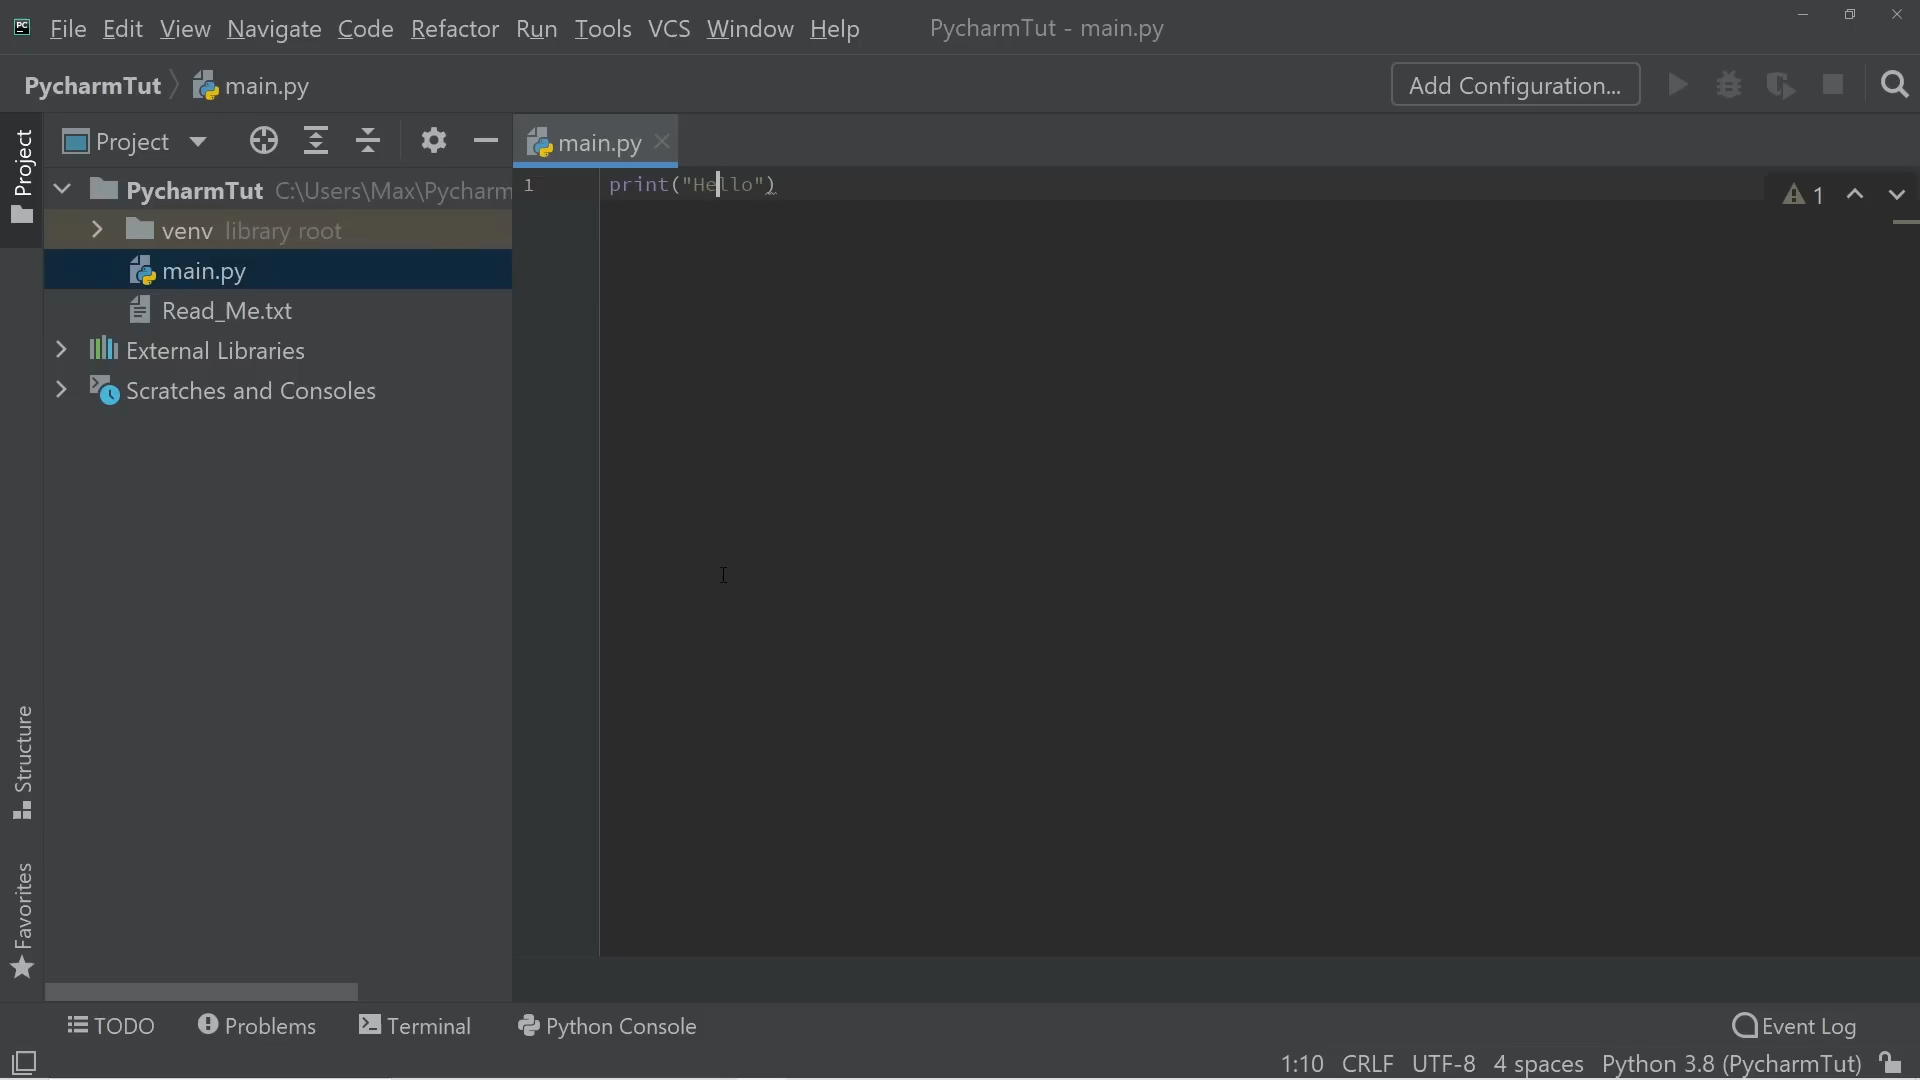 PC File Edit View Navigate Code Refactor Run Tools VCS Window Help PycharmTut - main.py
PycharmTut main.py Add Configuration...
Project main.py
Project
1 print("Hello") 1
PycharmTut C:\Users\Max\Pycharm
venv library root
main.py
Read_Me.txt
External Libraries
Scratches and Consoles
Structure
Favorites
TODO Problems Terminal Python Console Event Log
1:10 CRLF UTF-8 4 spaces Python 3.8 (PycharmTut)